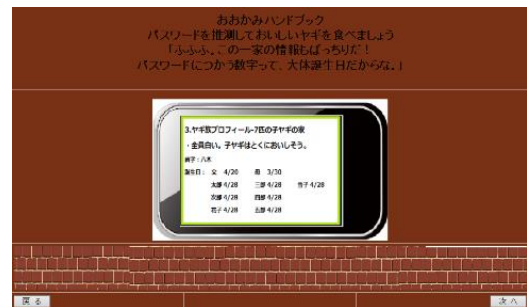 おおかみハンドブック
パスワードを推測しておいしいヤギを食べましょう
「ふふふ。この一家の情報もばっちりだ！
パスワードにつかう数字って、大体誕生日だからな。」
3.ヤギ数プロフィール-7匹の子ヤギの家
・全員白い。子ヤギはとくにおいしそう。
苗字：八木
誕生日： 父 4/20 母 3/30
太郎 4/28 三郎 4/28 雪子 4/28
次郎 4/28 四郎 4/28
花子 4/28 五郎 4/28
戻る
次へ